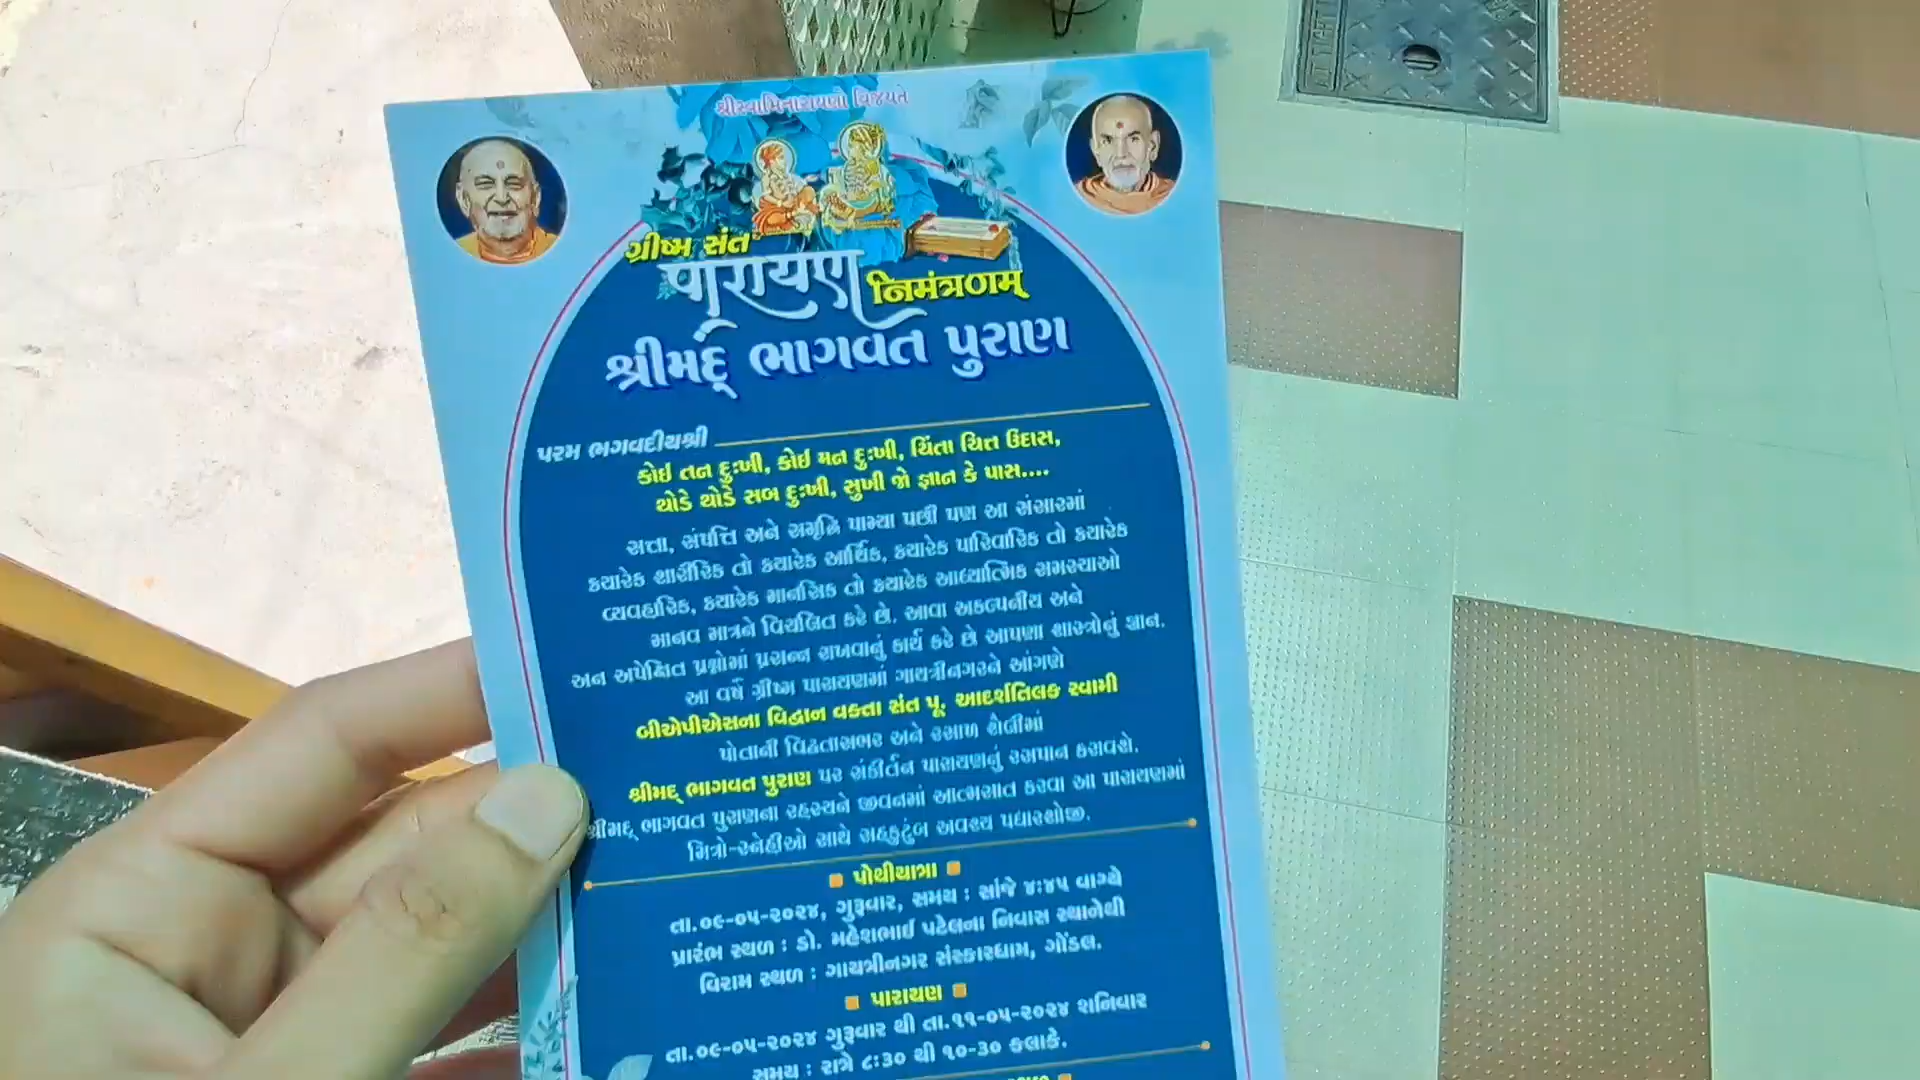 શ્રીસ્વામિનારાયણો વિજયતે
ગ્રીષ્મ સંત
પારાયણ નિમંત્રણમ્
શ્રીમદ્ ભાગવત પુરાણ
પરમ ભગવદીયશ્રી
કોઈ તન દુઃખી, કોઈ મન દુઃખી, ચિંતા ચિત્ત ઉદાસ,
થોડે થોડે સબ દુઃખી, સુખી જો જ્ઞાન કે પાસ....
સત્તા, સંપત્તિ અને સમૃદ્ધિ પામ્યા પછી પણ આ સંસારમાં
ક્યારેક શારીરિક તો ક્યારેક આર્થિક, ક્યારેક પારિવારિક તો ક્યારેક
વ્યવહારિક, ક્યારેક માનસિક તો ક્યારેક આધ્યાત્મિક સમસ્યાઓ
માનવ માત્રને વિચલિત કરે છે. આવા અકલ્પનીય અને
અન અપેક્ષિત પ્રશ્નોમાં પ્રસન્ન રાખવાનું કાર્ય કરે છે આપણા શાસ્ત્રોનું જ્ઞાન.
આ વર્ષે ગ્રીષ્મ પારાયણમાં ગાયત્રીનગરને આંગણે
બીએપીએસના વિદ્વાન વક્તા સંત પૂ. આદર્શતિલક સ્વામી
પોતાની વિદ્વતાસભર અને રસાળ શૈલીમાં
શ્રીમદ્ ભાગવત પુરાણ પર સંકીર્તન પારાયણનું રસપાન કરાવશે.
શ્રીમદ્ ભાગવત પુરાણના રહસ્યને જીવનમાં આત્મસાત કરવા આ પારાયણમાં
મિત્રો-સ્નેહીઓ સાથે સહકુટુંબ અવશ્ય પધારશોજી.
પોથીયાત્રા
તા.૦૯-૦૫-૨૦૨૪, ગુરૂવાર, સમય : સાંજે ૪:૪૫ વાગ્યે
પ્રારંભ સ્થળ : ડો. મહેશભાઈ પટેલના નિવાસ સ્થાનેથી
વિરામ સ્થળ : ગાયત્રીનગર સંસ્કારધામ, ગોંડલ.
પારાયણ
તા.૦૯-૦૫-૨૦૨૪ ગુરૂવાર થી તા.૧૧-૦૫-૨૦૨૪ શનિવાર
સમય : રાત્રે ૮:૩૦ થી ૧૦-૩૦ કલાકે.